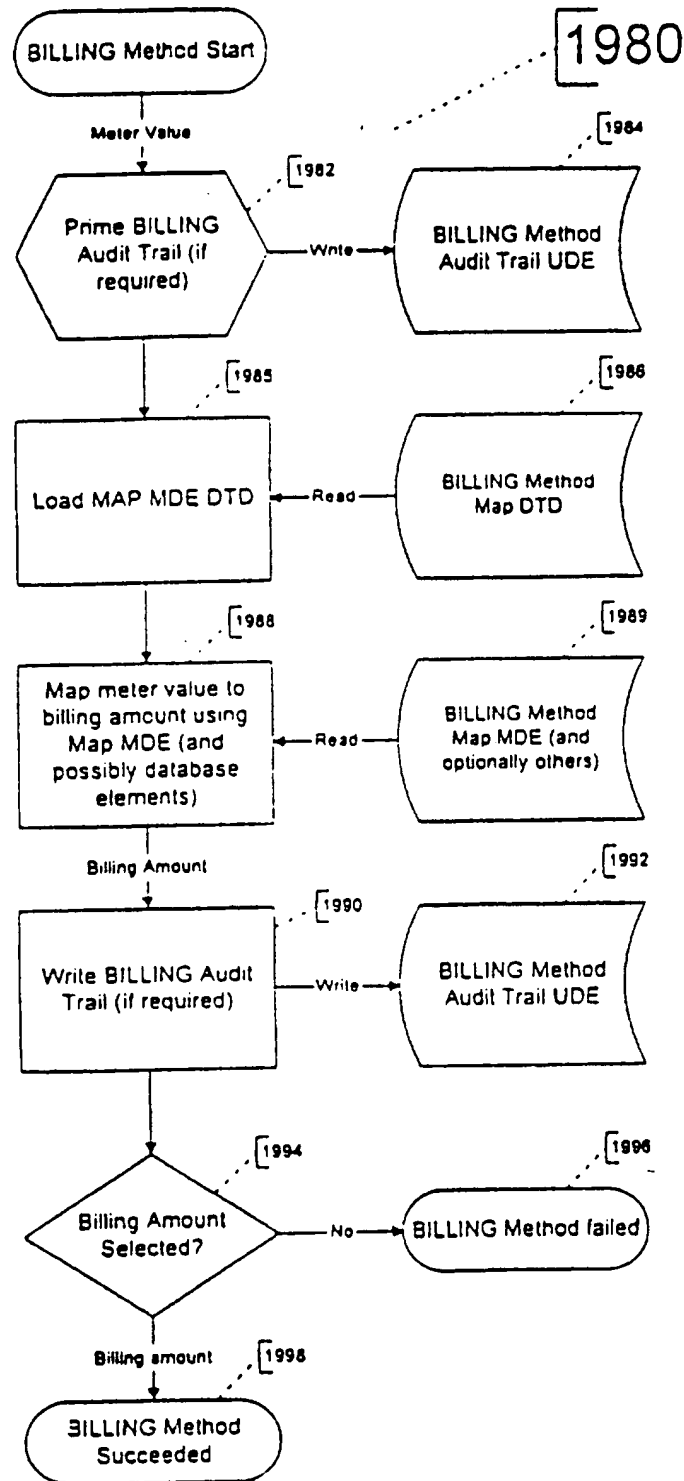 BILLING Method Start
1980
Meter Value
1984
1982
Prime BILLING
Audit Trail (if
required)
Write
BILLING Method
Audit Trail UDE
1985
1986
Load MAP MDE DTD
Read
BILLING Method
Map DTD
1988
1989
Map meter value to
billing amount using
Map MDE (and
possibly database
elements)
Read
BILLING Method
Map MDE (and
optionally others)
Billing Amount
1990
1992
Write BILLING Audit
Trail (if required)
Write
BILLING Method
Audit Trail UDE
1994
1996
Billing Amount
Selected?
No
BILLING Method failed
Billing amount
1998
BILLING Method
Succeeded